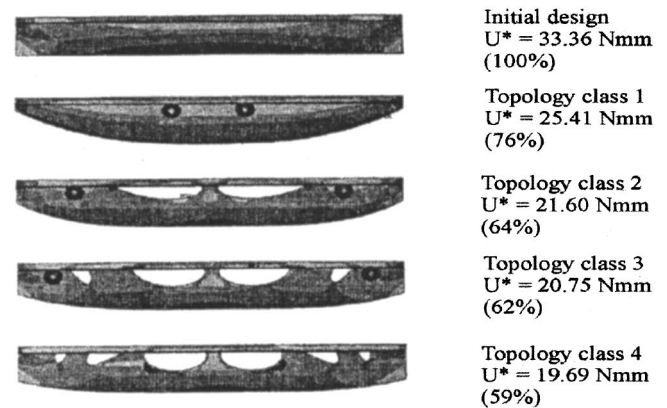 Initial design
U* = 33.36 Nmm
(100%)
Topology class 1
U* = 25.41 Nmm
(76%)
Topology class 2
U* = 21.60 Nmm
(64%)
Topology class 3
U* = 20.75 Nmm
(62%)
Topology class 4
U* = 19.69 Nmm
(59%)